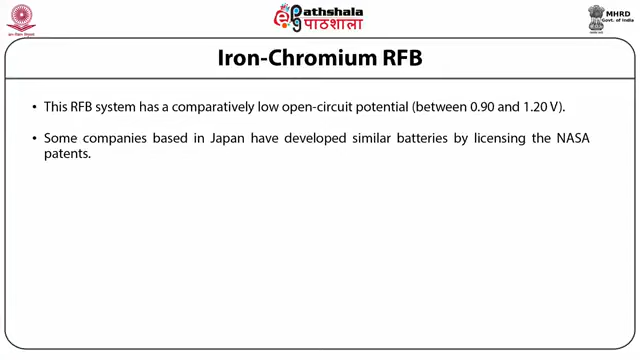 ePathshala
पाठशाला
MHRD
Govt. of India
Iron-Chromium RFB
• This RFB system has a comparatively low open-circuit potential (between 0.90 and 1.20 V).
• Some companies based in Japan have developed similar batteries by licensing the NASA
patents.